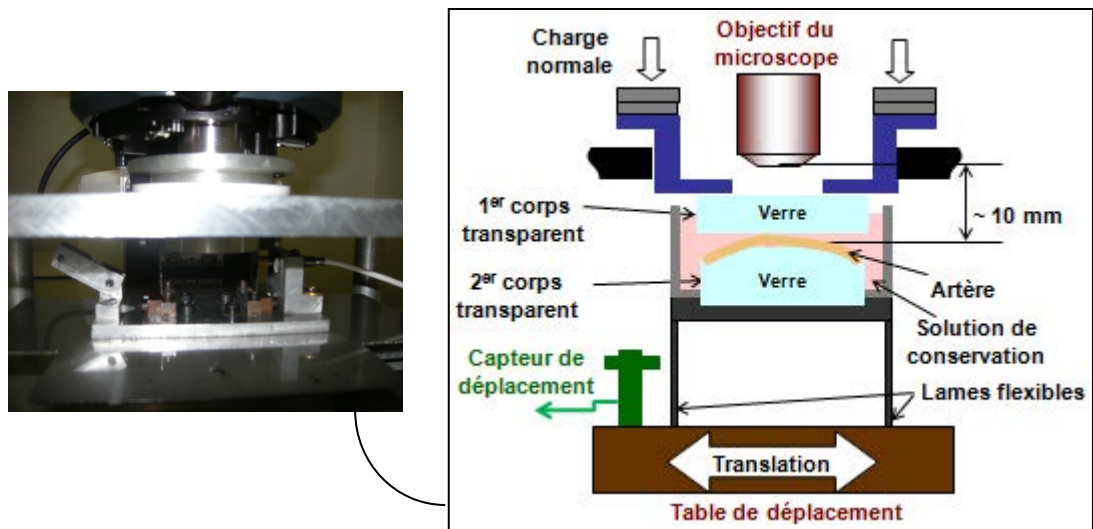 Charge
normale
Objectif du
microscope
1er corps
transparent
Verre
~ 10 mm
2er corps
transparent
Verre
Artère
Solution de
conservation
Capteur de
déplacement
Lames flexibles
Translation
Table de déplacement